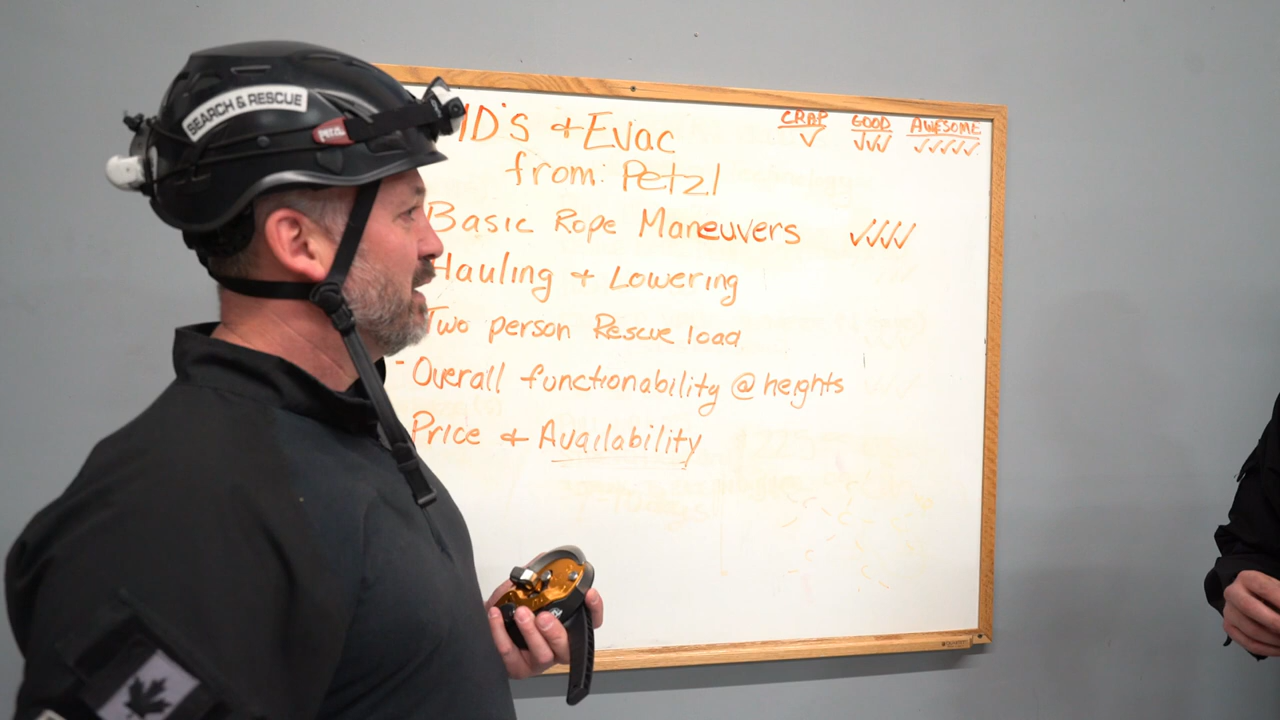 SEARCH & RESCUE
PETZL
ID's + Evac
from: Petzl
CRAP GOOD AWESOME
✓ ✓✓✓ ✓✓✓✓✓
Basic Rope Maneuvers ✓✓✓✓
Hauling + Lowering
Two person Rescue load
- Overall functionability @ heights
Price + Availability